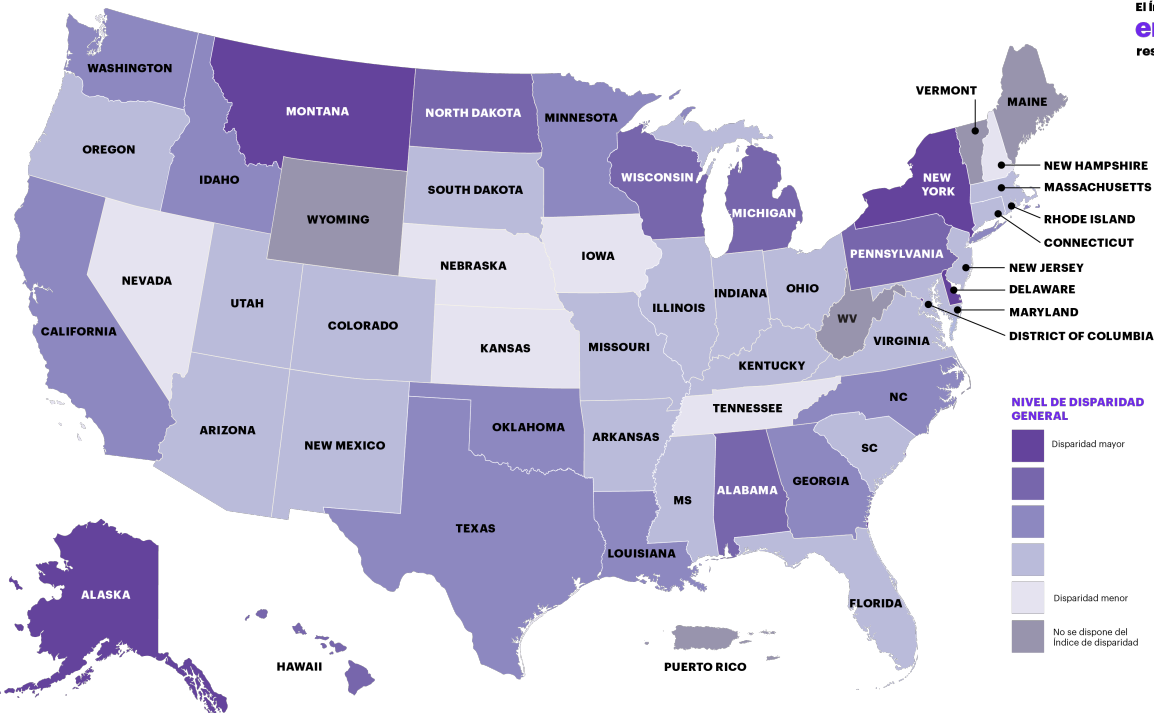 El
res
WASHINGTON
MONTANA
NORTH DAKOTA
MINNESOTA
VERMONT
MAINE
OREGON
IDAHO
WYOMING
SOUTH DAKOTA
WISCONSIN
MICHIGAN
NEW
YORK
NEW HAMPSHIRE
MASSACHUSETTS
RHODE ISLAND
CONNECTICUT
NEVADA
NEBRASKA
IOWA
PENNSYLVANIA
NEW JERSEY
DELAWARE
MARYLAND
DISTRICT OF COLUMBIA
CALIFORNIA
UTAH
COLORADO
KANSAS
MISSOURI
ILLINOIS
INDIANA
OHIO
WV
VIRGINIA
KENTUCKY
ARIZONA
NEW MEXICO
OKLAHOMA
ARKANSAS
TENNESSEE
NC
SC
TEXAS
LOUISIANA
MS
ALABAMA
GEORGIA
FLORIDA
ALASKA
HAWAII
PUERTO RICO
NIVEL DE DISPARIDAD
GENERAL
Disparidad mayor
Disparidad menor
No se dispone del
Índice de disparidad